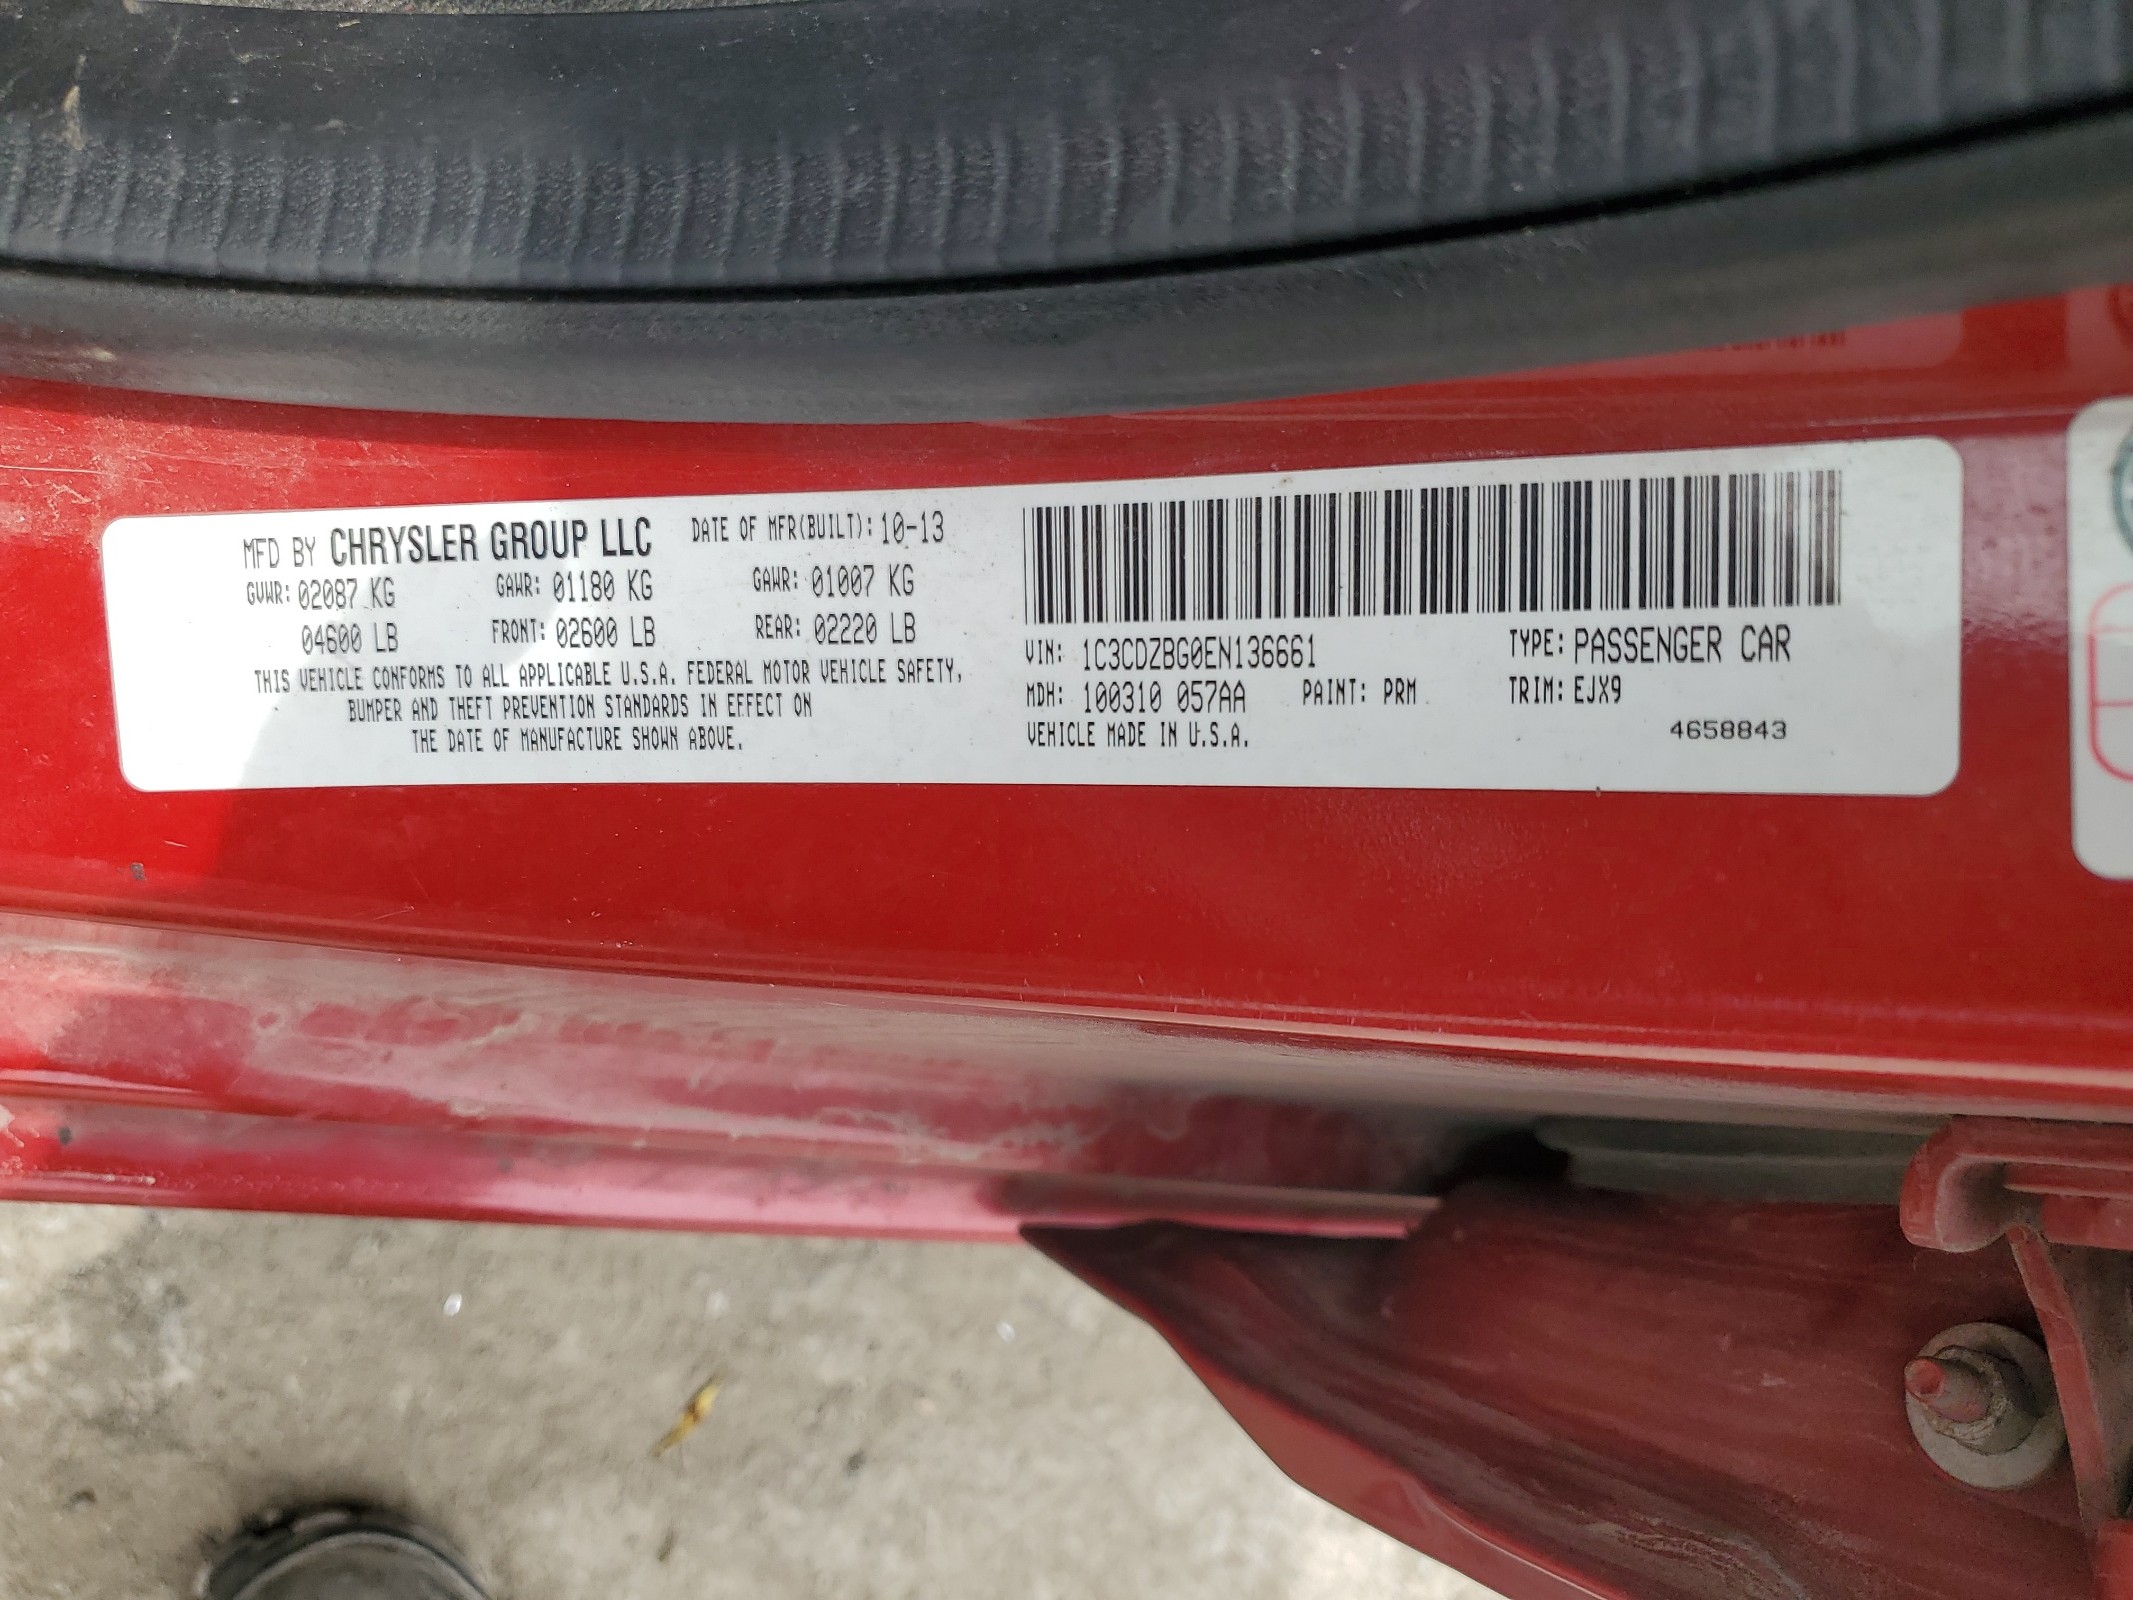 MFD BY CHRYSLER GROUP LLC DATE OF MFR(BUILT): 10-13
GVWR: 02087 KG GAWR: 01180 KG GAWR: 01007 KG
04600 LB FRONT: 02600 LB REAR: 02220 LB
THIS VEHICLE CONFORMS TO ALL APPLICABLE U.S.A. FEDERAL MOTOR VEHICLE SAFETY,
BUMPER AND THEFT PREVENTION STANDARDS IN EFFECT ON
THE DATE OF MANUFACTURE SHOWN ABOVE.
VIN: 1C3CDZBG0EN136661 TYPE: PASSENGER CAR
MDH: 100310 057AA PAINT: PRM TRIM: EJX9
VEHICLE MADE IN U.S.A. 4658843